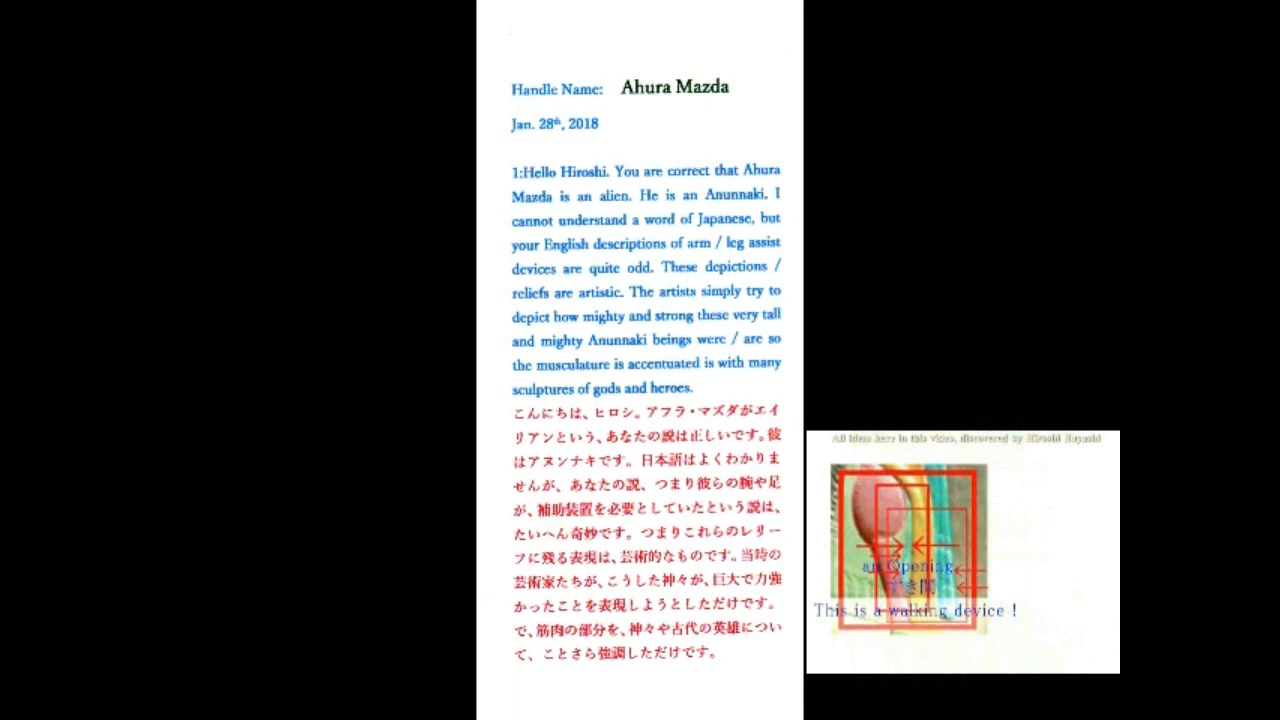 Handle Name: Ahura Mazda
Jan. 28th, 2018
1:Hello Hiroshi. You are correct that Ahura
Mazda is an alien. He is an Anunnaki. I
cannot understand a word of Japanese, but
your English descriptions of arm / leg assist
devices are quite odd. These depictions /
reliefs are artistic. The artists simply try to
depict how mighty and strong these very tall
and mighty Anunnaki beings were / are so
the musculature is accentuated is with many
sculptures of gods and heroes.
こんにちは、ヒロシ。アフラ・マズダがエイ
リアンという、あなたの説は正しいです。彼
はアヌンナキです。日本語はよくわかりま
せんが、あなたの説、つまり彼らの腕や足
が、補助装置を必要としていたという説は、
たいへん奇妙です。つまりこれらのレリー
フに残る表現は、芸術的なものです。当時の
芸術家たちが、こうした神々が、巨大で力強
かったことを表現しようとしただけです。
で、筋肉の部分を、神々や古代の英雄につい
て、ことさら強調しただけです。
All ideas here in this video, discovered by Hiroshi Hayashi
an Opening
すき間
This is a walking device !